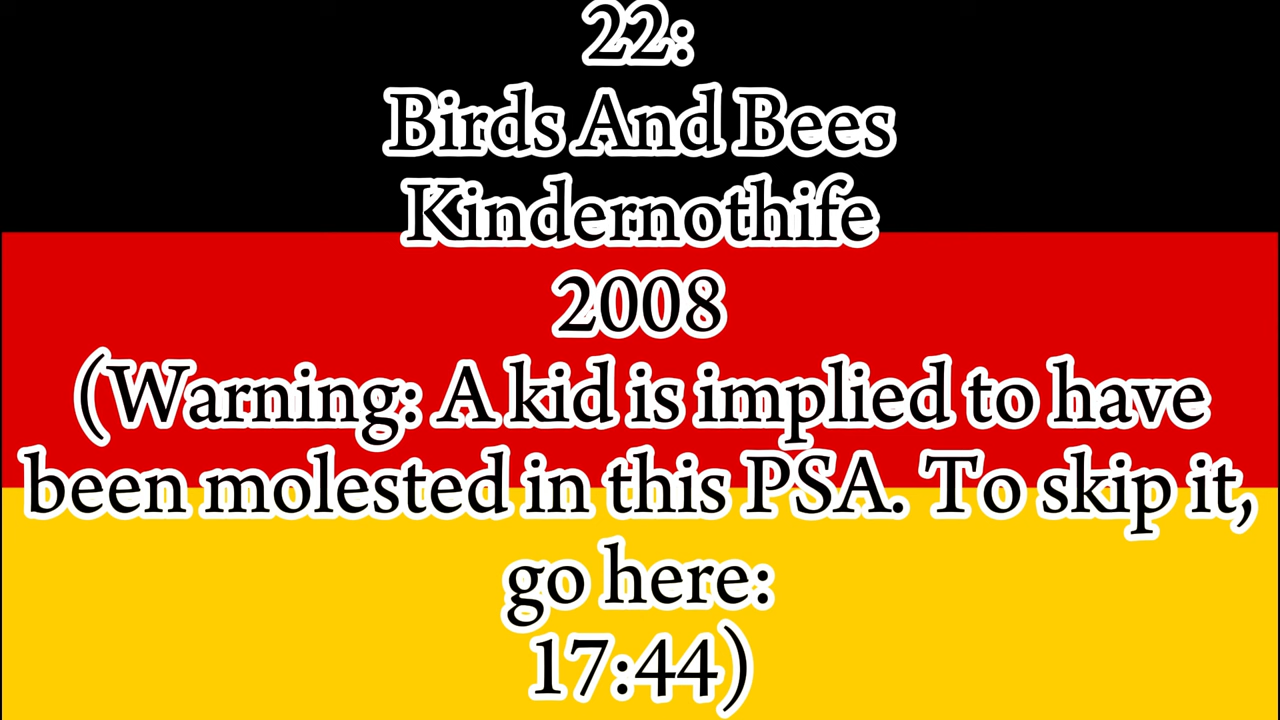 22:
Birds And Bees
Kindernothife
2008
(Warning: A kid is implied to have
been molested in this PSA. To skip it,
go here:
17:44)